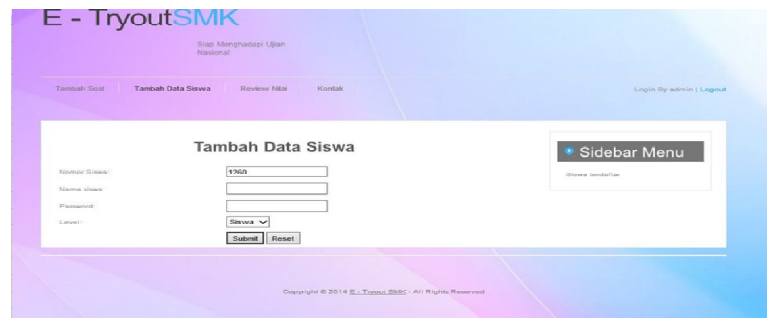 E - TryoutSMK
Siap Menghadapi Ujian
Nasional
Tambah Soal Tambah Data Siswa Review Nilai Kontak
Login By admin | Logout
Tambah Data Siswa
Nomor Siswa:
1260
Nama siswa:
Password:
Level:
Siswa
Submit Reset
Sidebar Menu
Siswa
Copyright © 2014 E - Tryout SMK - All Rights Reserved